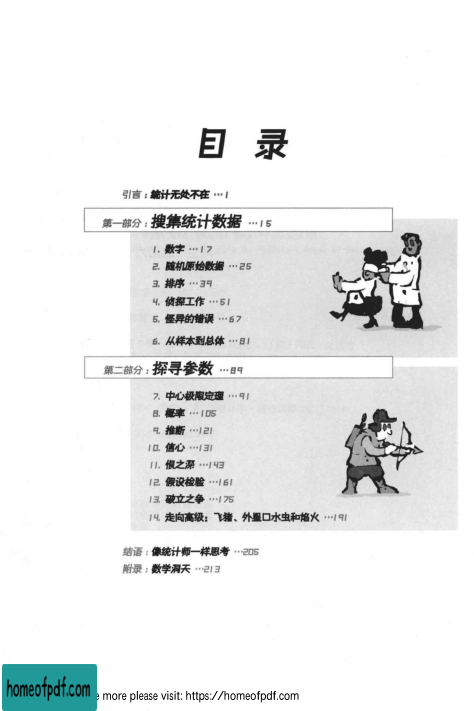 目 录
引言：统计无处不在 …1
第一部分：搜集统计数据 …15
1. 数字 …17
2. 随机原始数据 …25
3. 排序 …39
4. 侦探工作 …51
5. 怪异的错误 …67
6. 从样本到总体 …81
第二部分：探寻参数 …89
7. 中心极限定理 …91
8. 概率 …105
9. 推断 …121
10. 信心 …131
11. 恨之深 …143
12. 假设检验 …161
13. 破立之争 …175
14. 走向高级：飞猪、外星口水虫和焰火 …191
结语：像统计师一样思考 …205
附录：数学洞天 …213
homeofpdf.com
e more please visit: https://homeofpdf.com